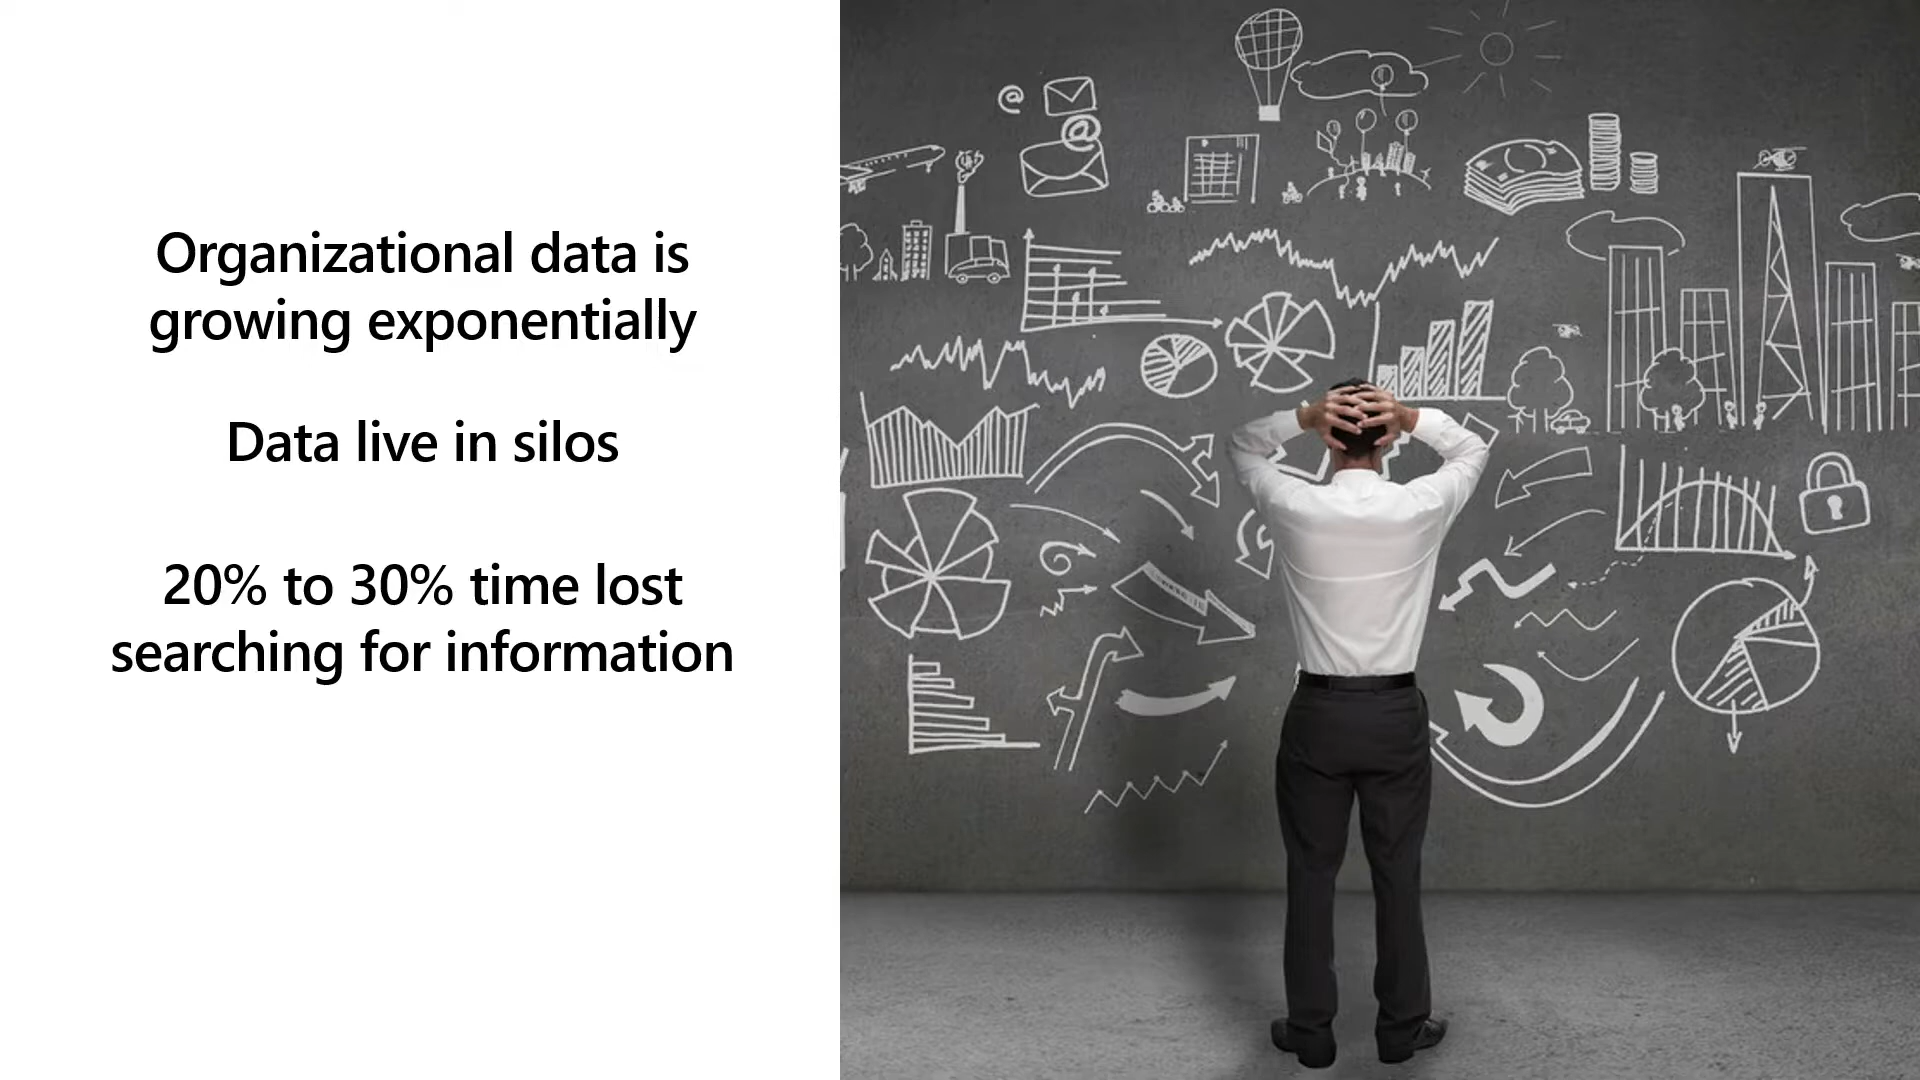 Organizational data is
growing exponentially
Data live in silos
20% to 30% time lost
searching for information
@
@